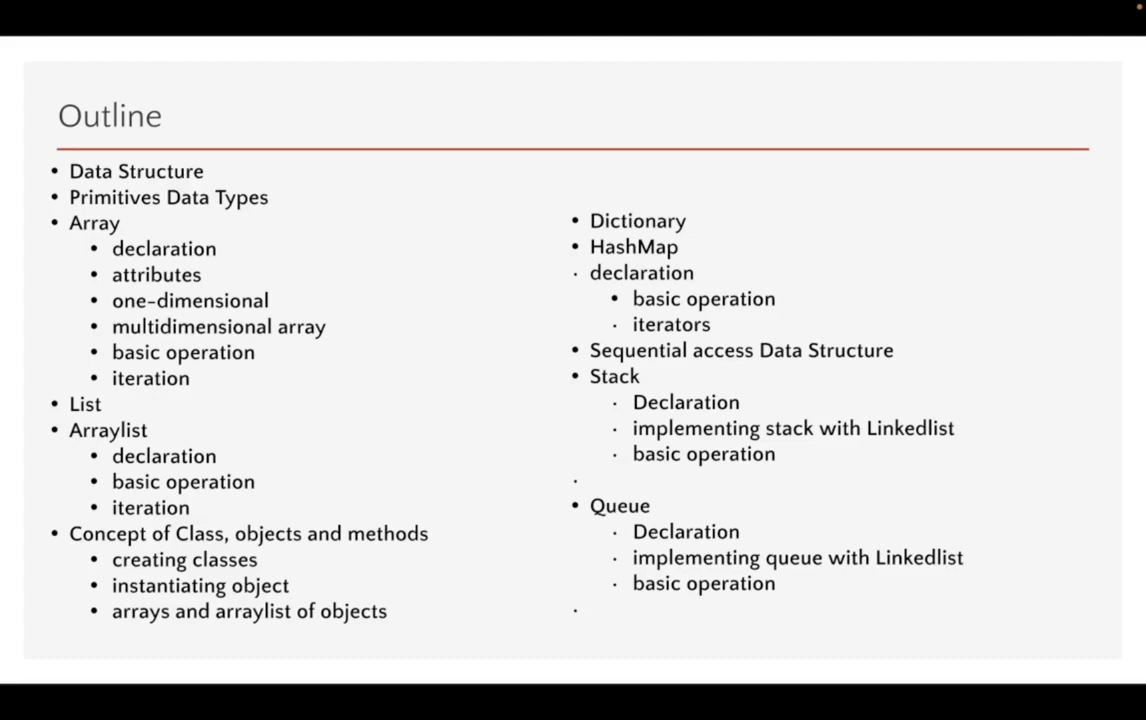 Outline
• Data Structure
• Primitives Data Types
• Array
• declaration
• attributes
• one-dimensional
• multidimensional array
• basic operation
• iteration
• List
• Arraylist
• declaration
• basic operation
• iteration
• Concept of Class, objects and methods
• creating classes
• instantiating object
• arrays and arraylist of objects
• Dictionary
• HashMap
· declaration
• basic operation
· iterators
• Sequential access Data Structure
• Stack
· Declaration
· implementing stack with Linkedlist
· basic operation
·
• Queue
· Declaration
· implementing queue with Linkedlist
· basic operation
·